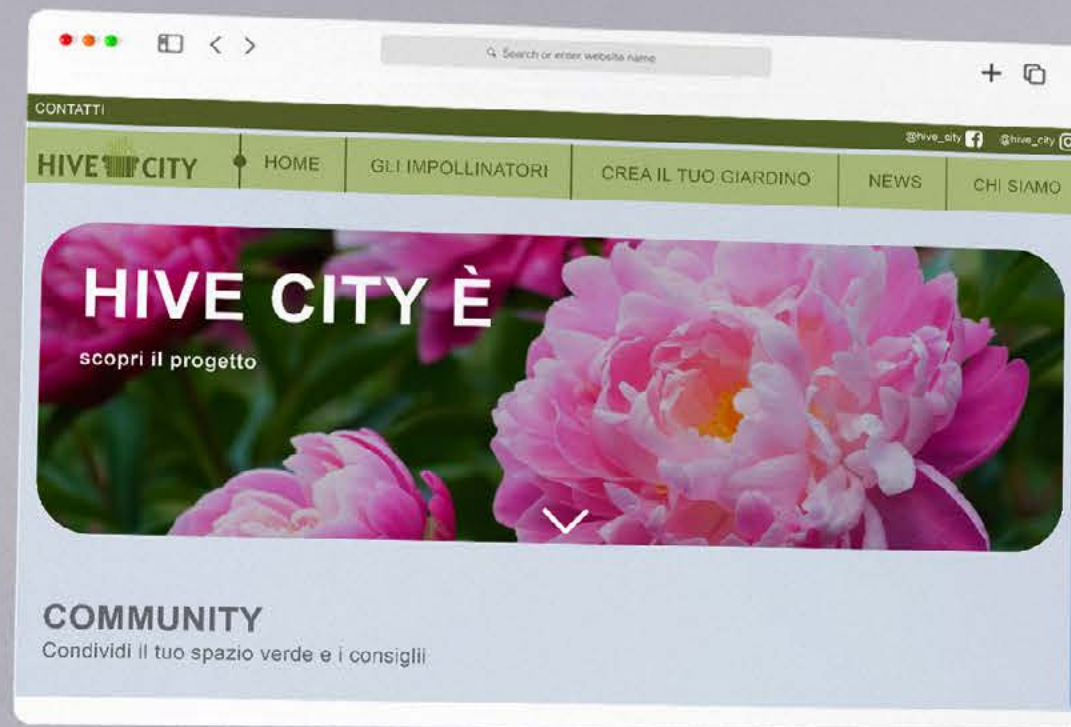 Search or enter website name
CONTATTI
@hive_city @hive_city
HIVE CITY
HOME
GLI IMPOLLINATORI
CREA IL TUO GIARDINO
NEWS
CHI SIAMO
HIVE CITY È
scopri il progetto
COMMUNITY
Condividi il tuo spazio verde e i consiglii